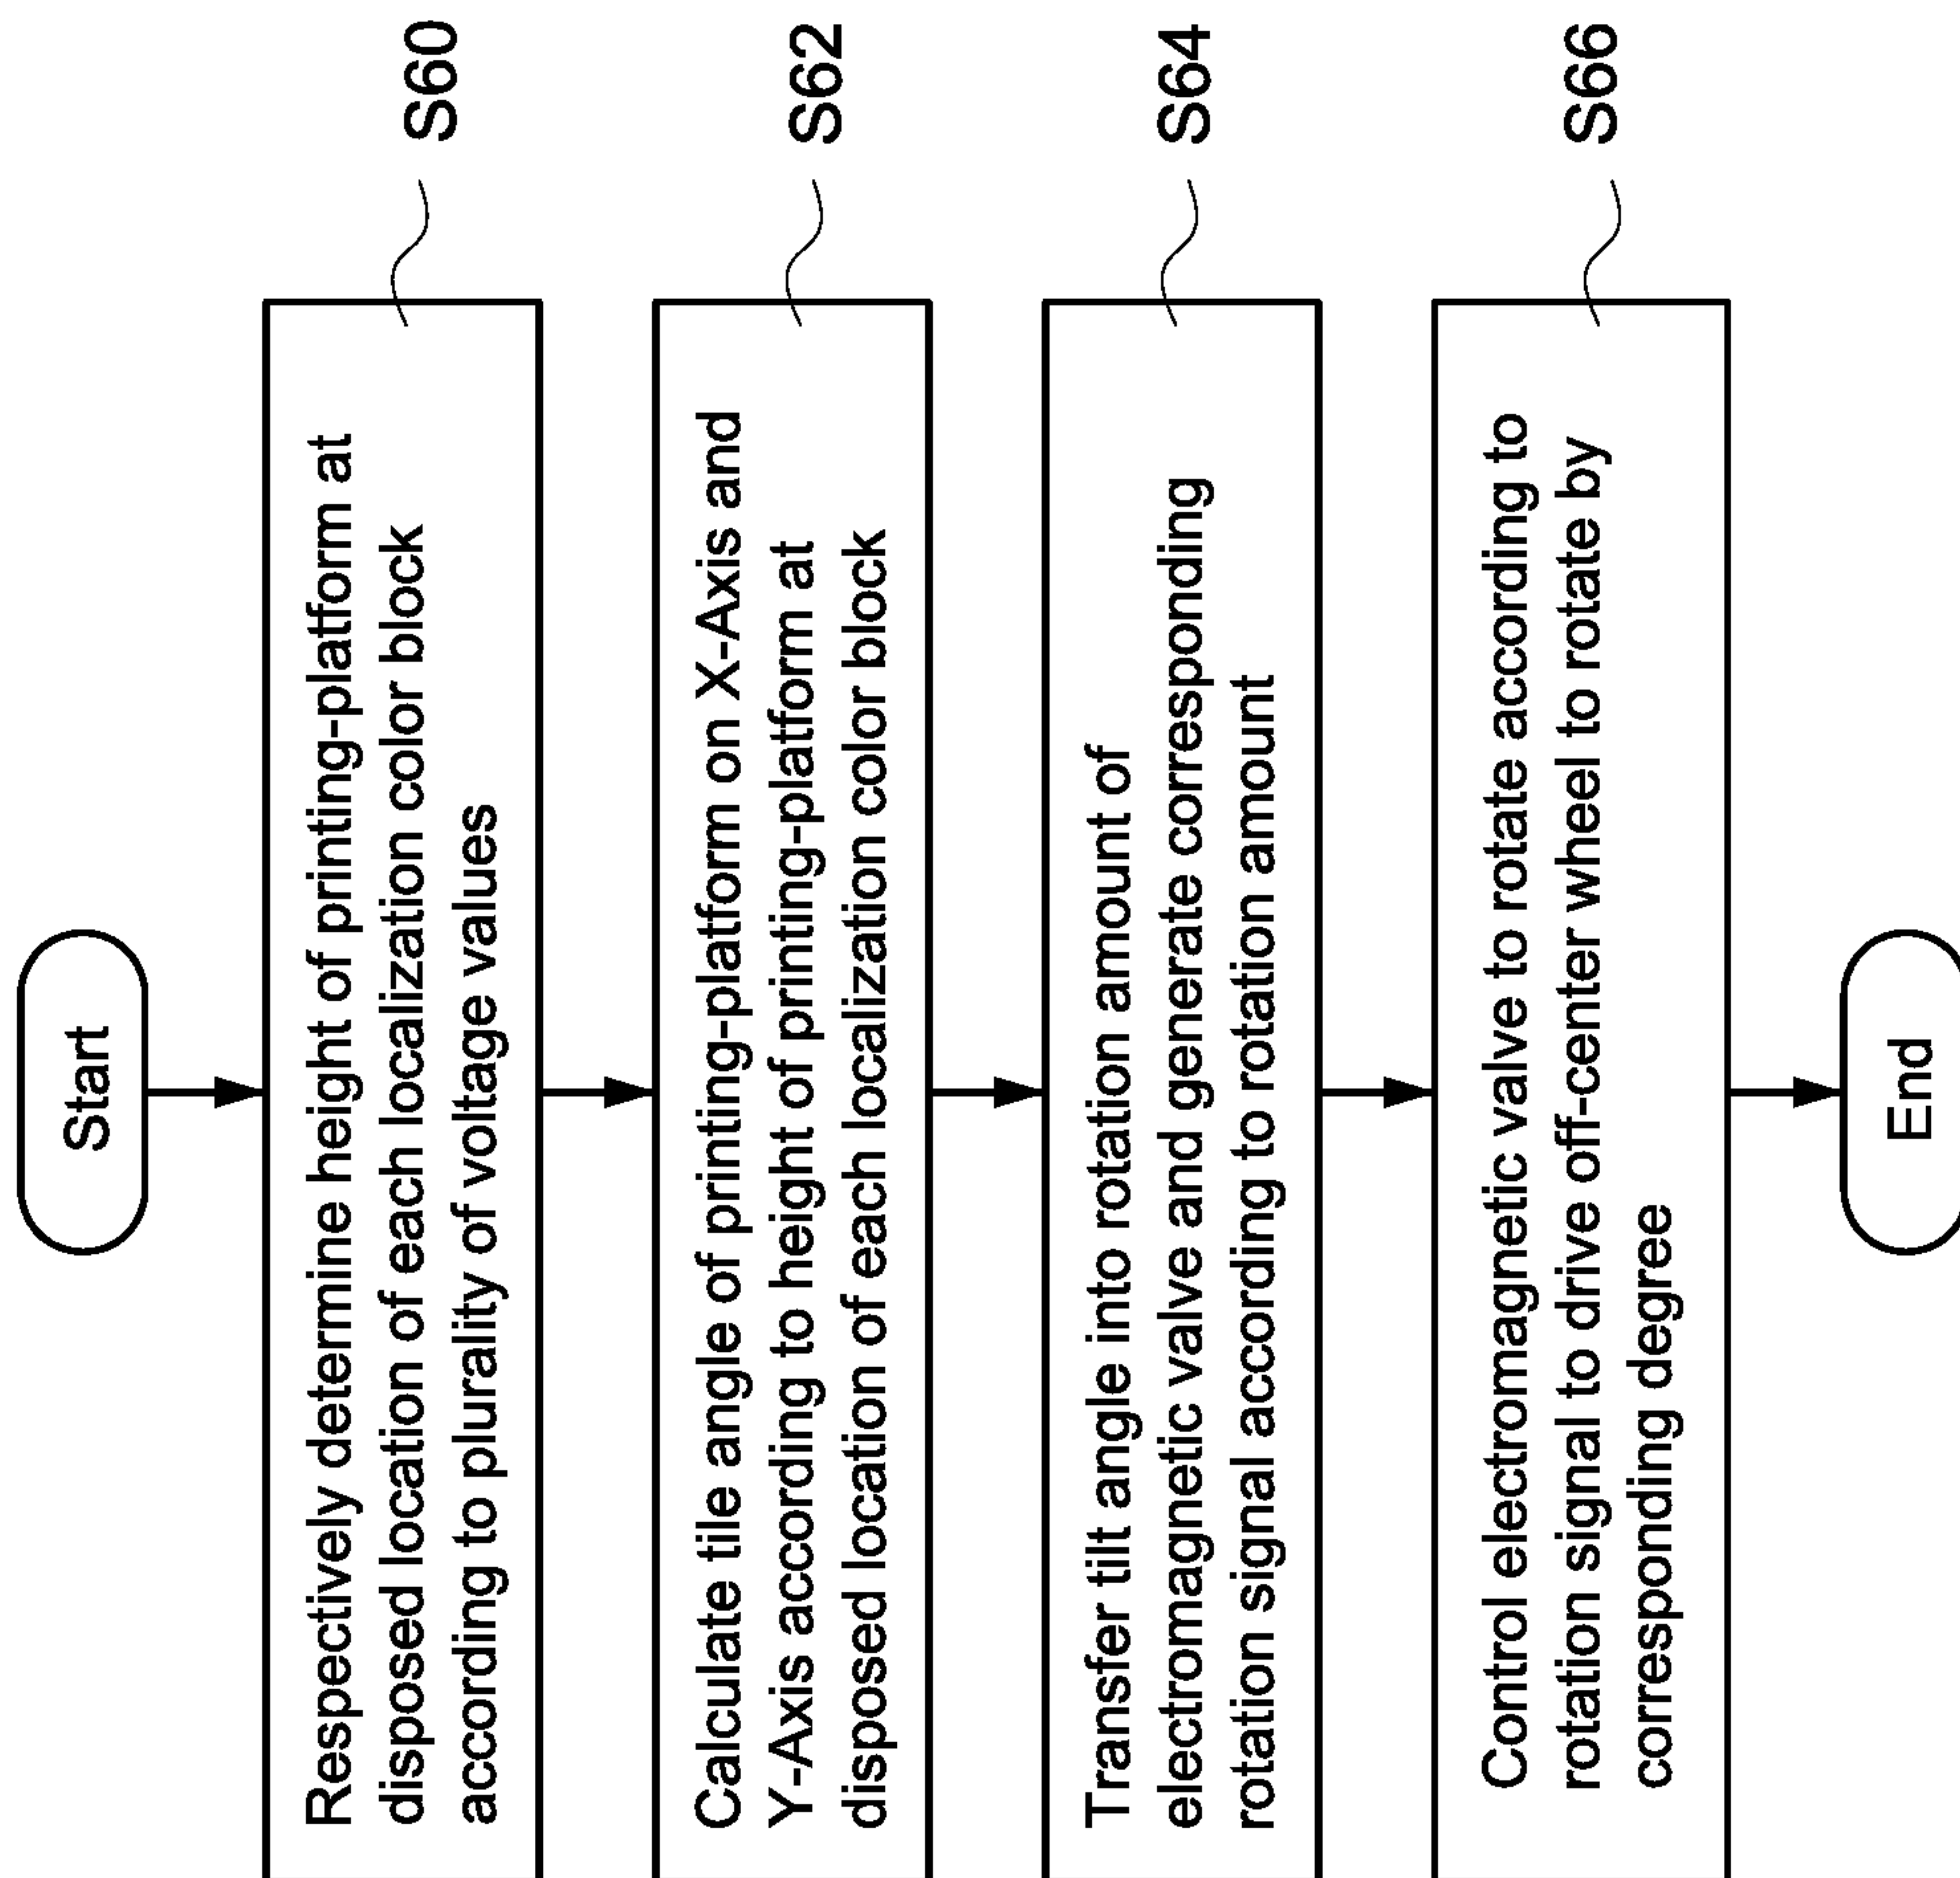 Start
Respectively determine height of printing-platform at
disposed location of each localization color block
according to plurality of voltage values
S60
Calculate tile angle of printing-platform on X-Axis and
Y-Axis according to height of printing-platform at
disposed location of each localization color block
S62
Transfer tilt angle into rotation amount of
electromagnetic valve and generate corresponding
rotation signal according to rotation amount
S64
Control electromagnetic valve to rotate according to
rotation signal to drive off-center wheel to rotate by
corresponding degree
S66
End